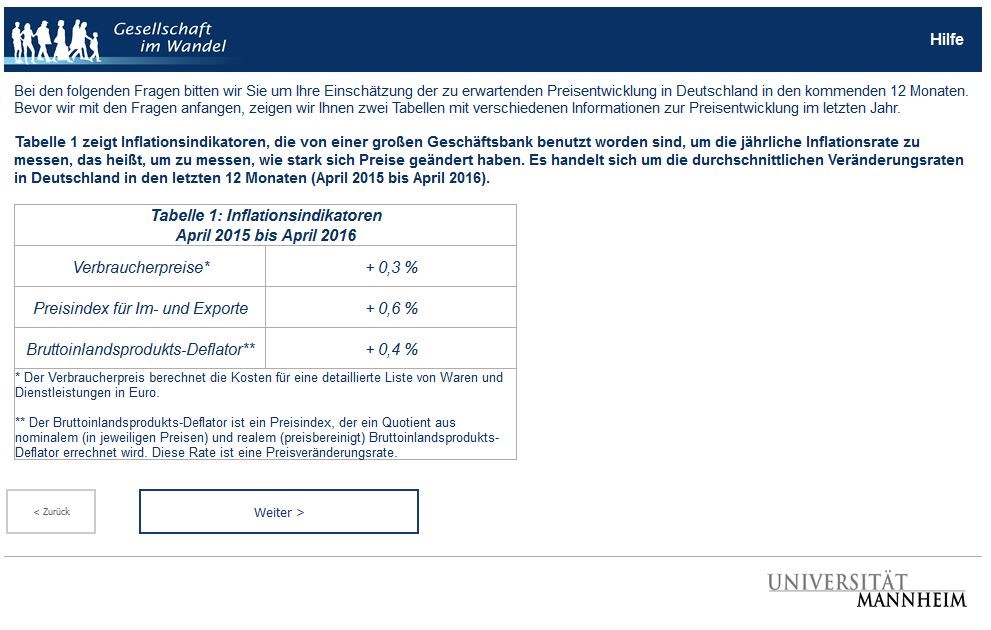 Gesellschaft
im Wandel
Hilfe
Bei den folgenden Fragen bitten wir Sie um Ihre Einschätzung der zu erwartenden Preisentwicklung in Deutschland in den kommenden 12 Monaten.
Bevor wir mit den Fragen anfangen, zeigen wir Ihnen zwei Tabellen mit verschiedenen Informationen zur Preisentwicklung im letzten Jahr.
Tabelle 1 zeigt Inflationsindikatoren, die von einer großen Geschäftsbank benutzt worden sind, um die jährliche Inflationsrate zu
messen, das heißt, um zu messen, wie stark sich Preise geändert haben. Es handelt sich um die durchschnittlichen Veränderungsraten
in Deutschland in den letzten 12 Monaten (April 2015 bis April 2016).
Tabelle 1: Inflationsindikatoren
April 2015 bis April 2016
Verbraucherpreise* + 0,3 %
Preisindex für Im- und Exporte + 0,6 %
Bruttoinlandsprodukts-Deflator** + 0,4 %
* Der Verbraucherpreis berechnet die Kosten für eine detaillierte Liste von Waren und
Dienstleistungen in Euro.
** Der Bruttoinlandsprodukts-Deflator ist ein Preisindex, der ein Quotient aus
nominalem (in jeweiligen Preisen) und realem (preisbereinigt) Bruttoinlandsprodukts-
Deflator errechnet wird. Diese Rate ist eine Preisveränderungsrate.
< Zurück
Weiter >
UNIVERSITÄT
MANNHEIM